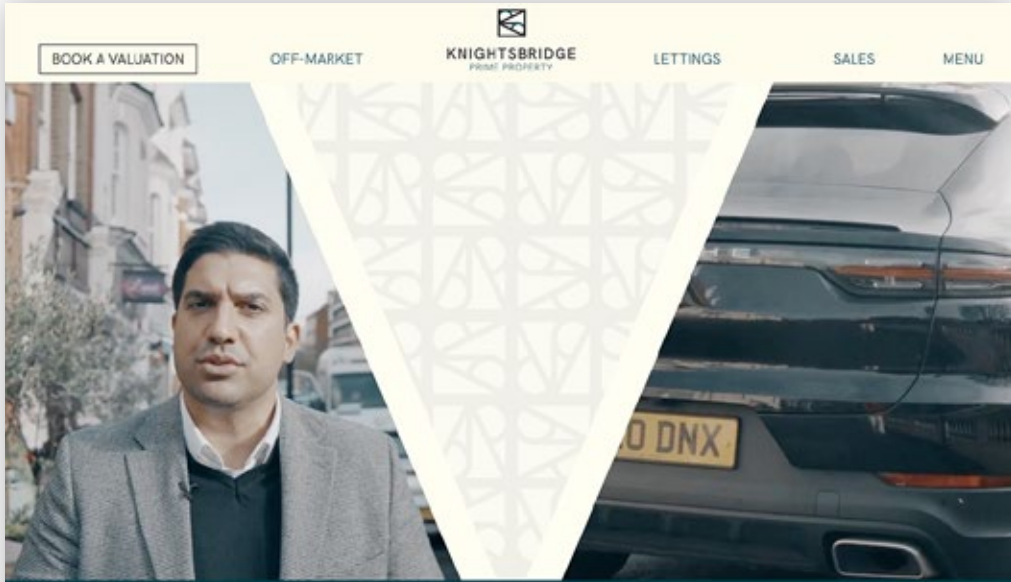 BOOK A VALUATION
OFF-MARKET
KNIGHTSBRIDGE
PRIME PROPERTY
LETTINGS
SALES
MENU
0 DNX